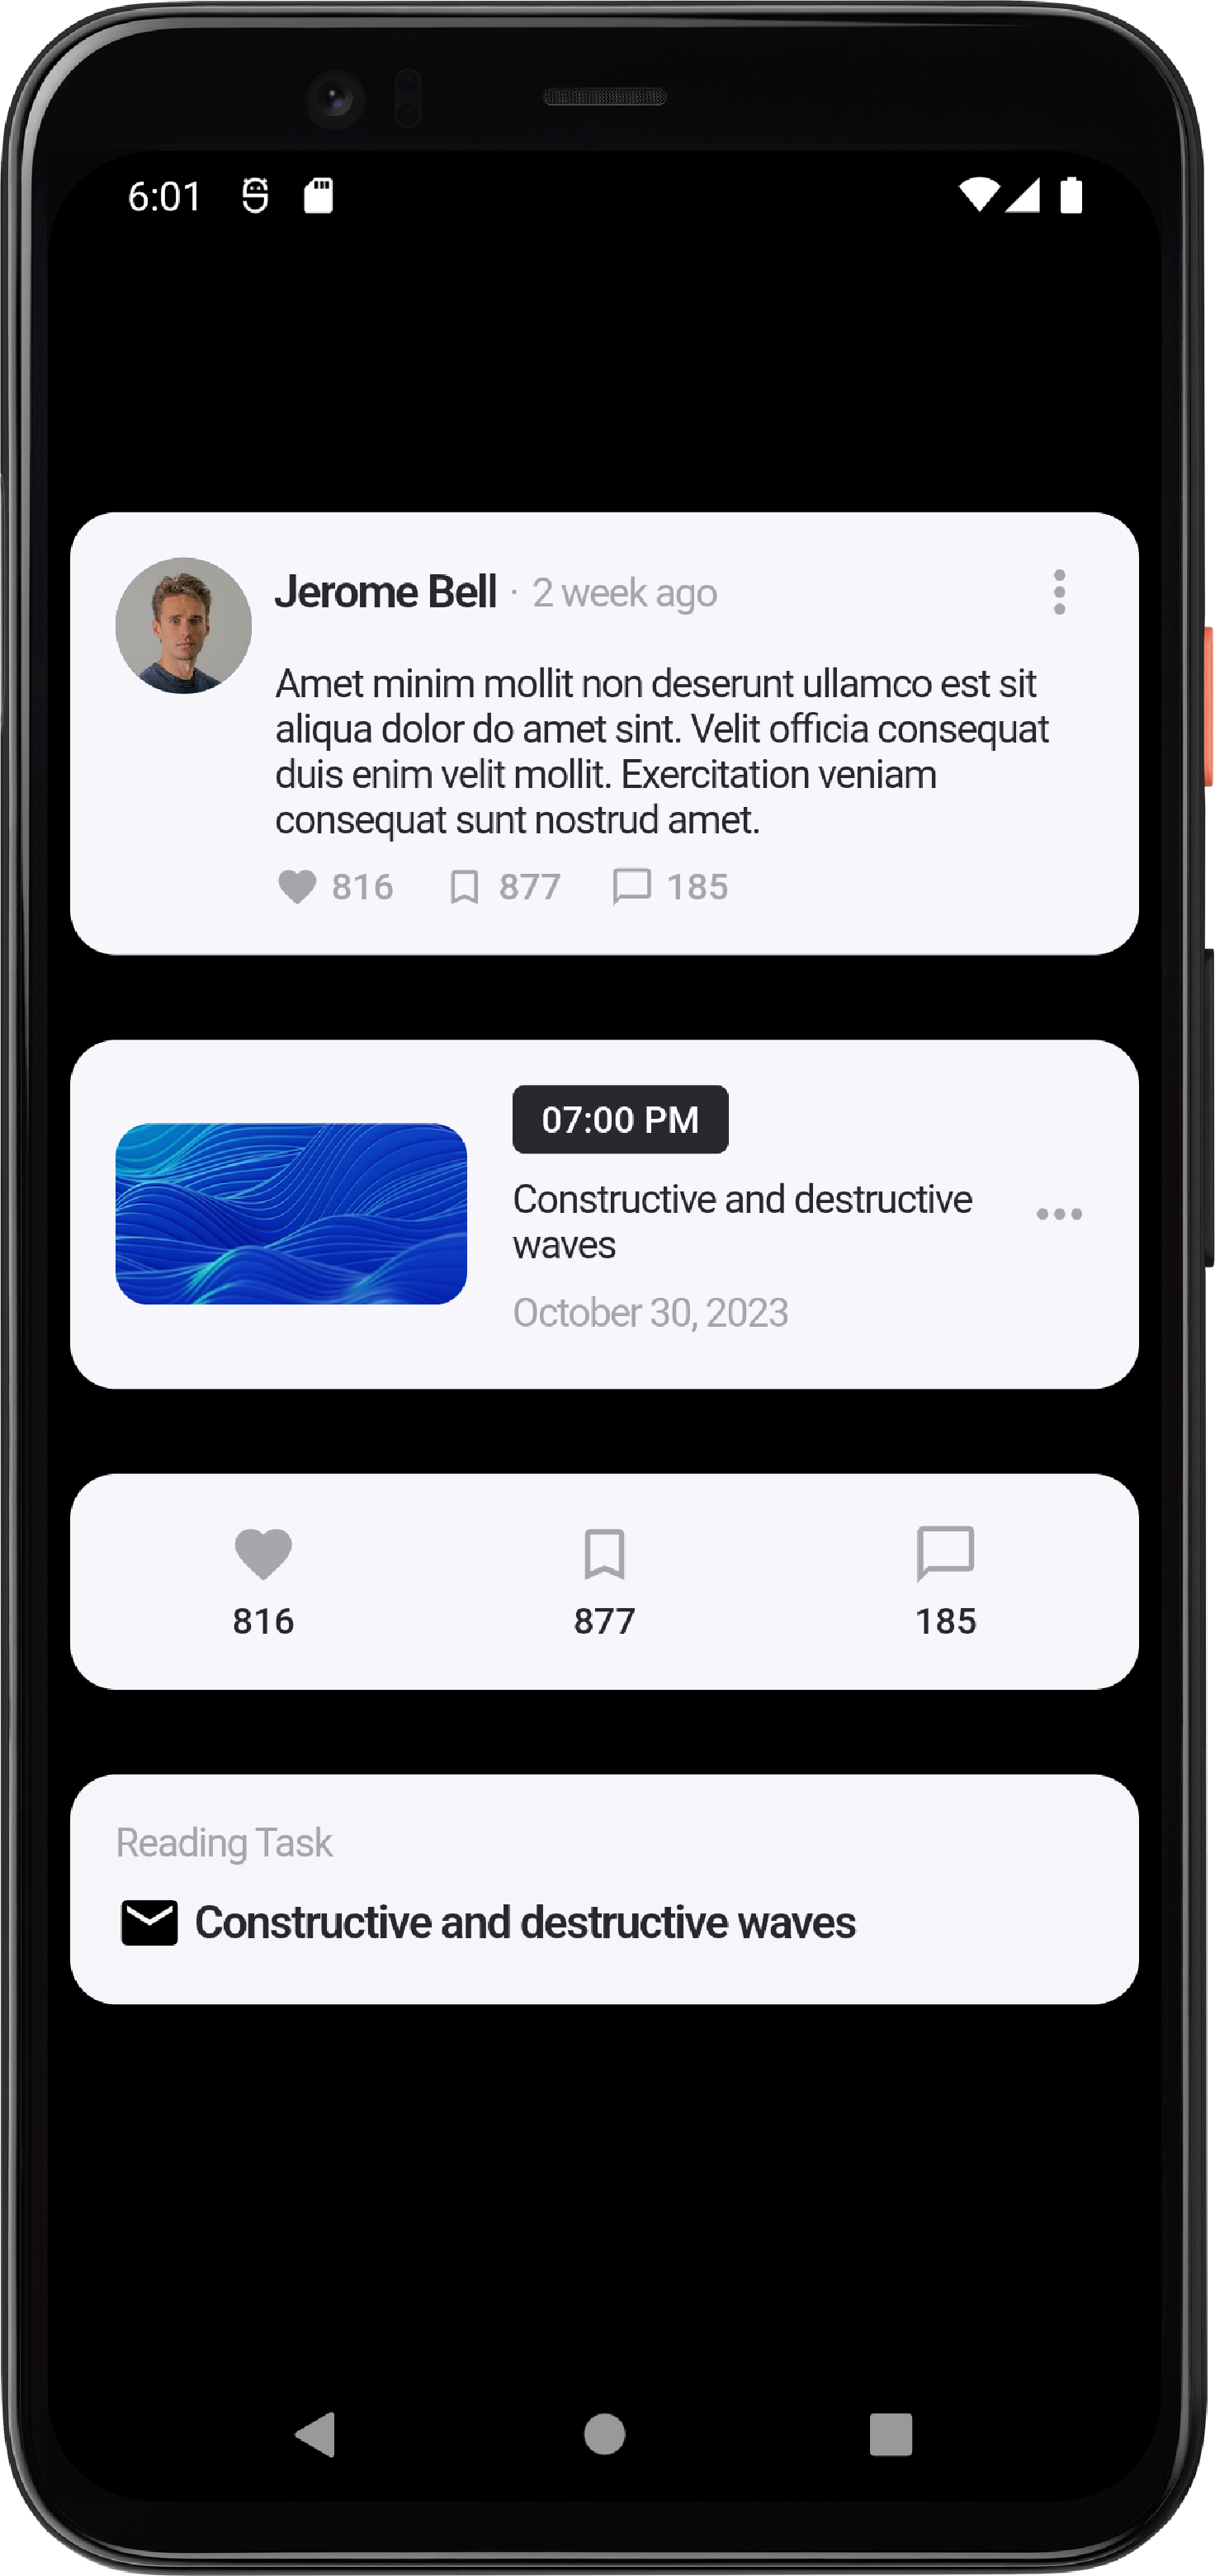 6:01
Jerome Bell · 2 week ago
Amet minim mollit non deserunt ullamco est sit
aliqua dolor do amet sint. Velit officia consequat
duis enim velit mollit. Exercitation veniam
consequat sunt nostrud amet.
816 877 185
07:00 PM
Constructive and destructive
waves
October 30, 2023
816 877 185
Reading Task
Constructive and destructive waves